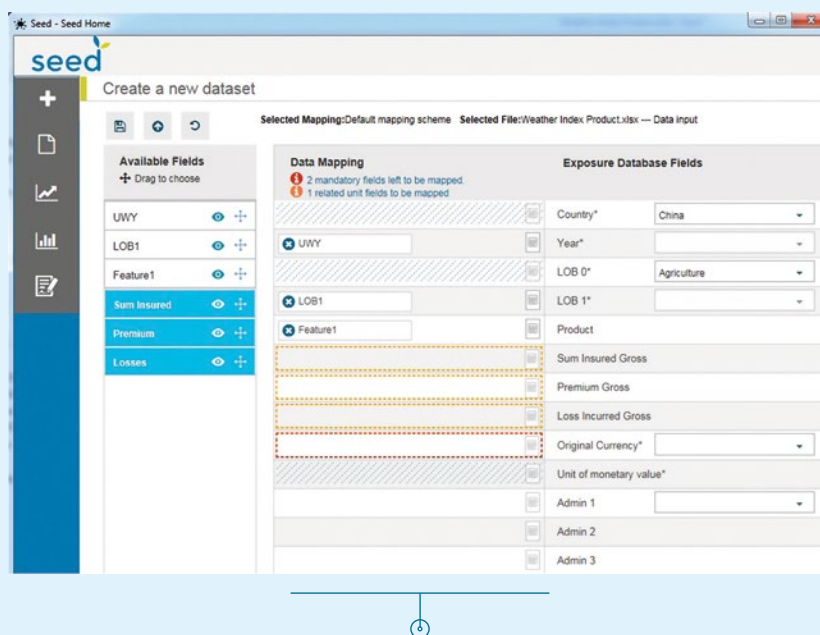 Seed - Seed Home
seed
Create a new dataset
Selected Mapping:Default mapping scheme Selected File:Weather Index Product.xlsx --- Data input
Available Fields
Drag to choose
Data Mapping
2 mandatory fields left to be mapped.
1 related unit fields to be mapped
Exposure Database Fields
UWY
LOB1
Feature1
Sum Insured
Premium
Losses
UWY
LOB1
Feature1
Country* China
Year*
LOB 0* Agriculture
LOB 1*
Product
Sum Insured Gross
Premium Gross
Loss Incurred Gross
Original Currency*
Unit of monetary value*
Admin 1
Admin 2
Admin 3